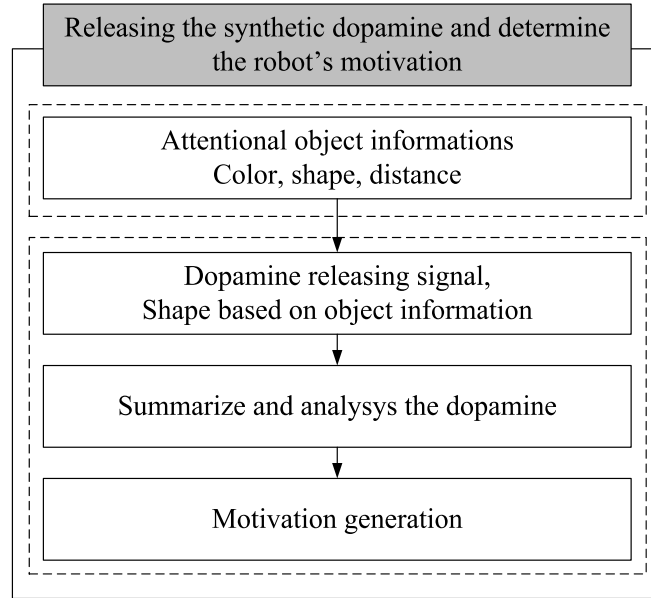 Releasing the synthetic dopamine and determine
the robot's motivation
Attentional object informations
Color, shape, distance
Dopamine releasing signal,
Shape based on object information
Summarize and analysys the dopamine
Motivation generation